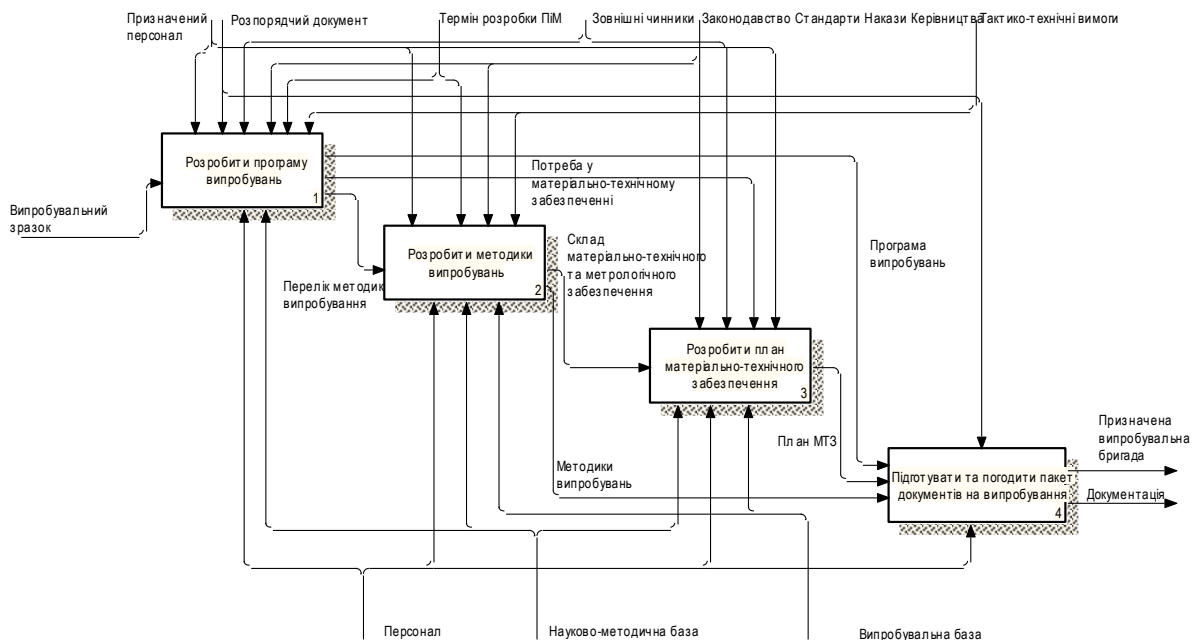 Призначений
персонал
Розпорядчий документ
Термін розробки ПіМ
Зовнішні чинники
Законодавство Стандарти Накази Керівництва
Тактико-технічні вимоги
Розробити програму
випробувань
1
Випробувальний
зразок
Потреба у
матеріально-технічному
забезпеченні
Розробити методики
випробувань
2
Перелік методик
випробування
Склад
матеріально-технічного
та метрологічного
забезпечення
Програма
випробувань
Розробити план
матеріально-технічного
забезпечення
3
План МТЗ
Методики
випробувань
Підготувати та погодити пакет
документів на випробування
4
Призначена
випробувальна
бригада
Документація
Персонал
Науково-методична база
Випробувальна база